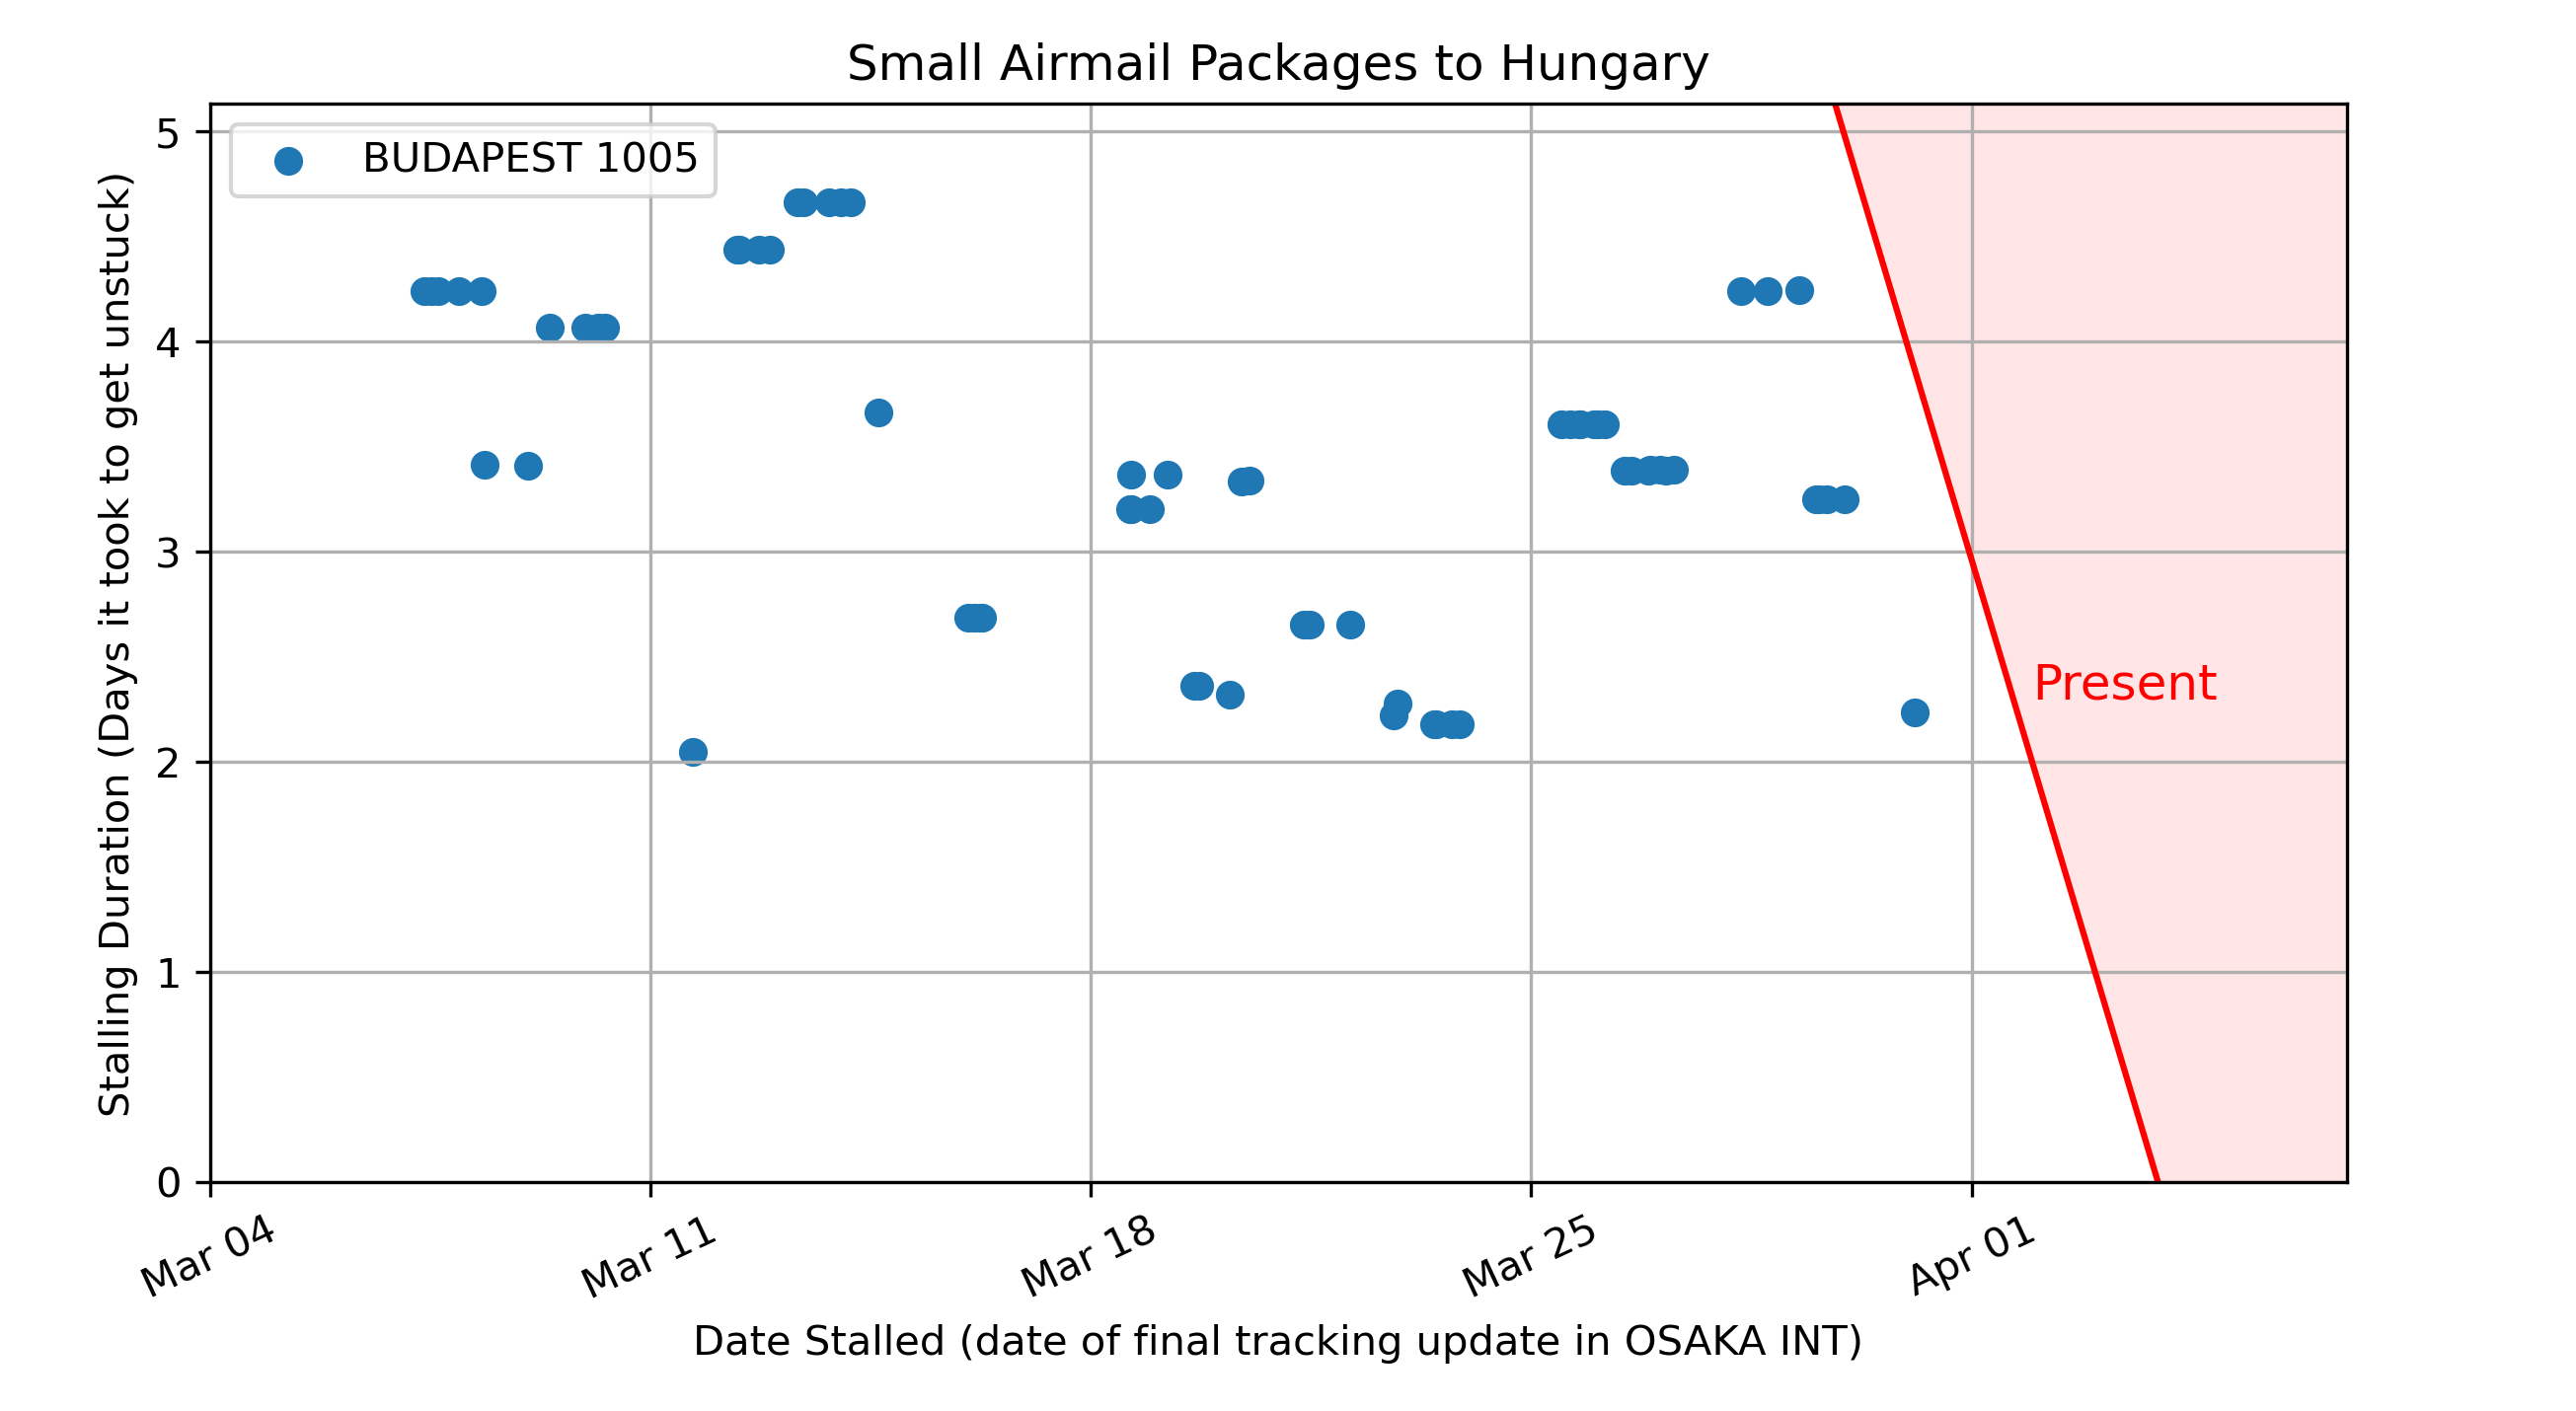 Small Airmail Packages to Hungary
BUDAPEST 1005
Stalling Duration (Days it took to get unstuck)
5
4
3
2
1
0
Present
Mar 04
Mar 11
Mar 18
Mar 25
Apr 01
Date Stalled (date of final tracking update in OSAKA INT)